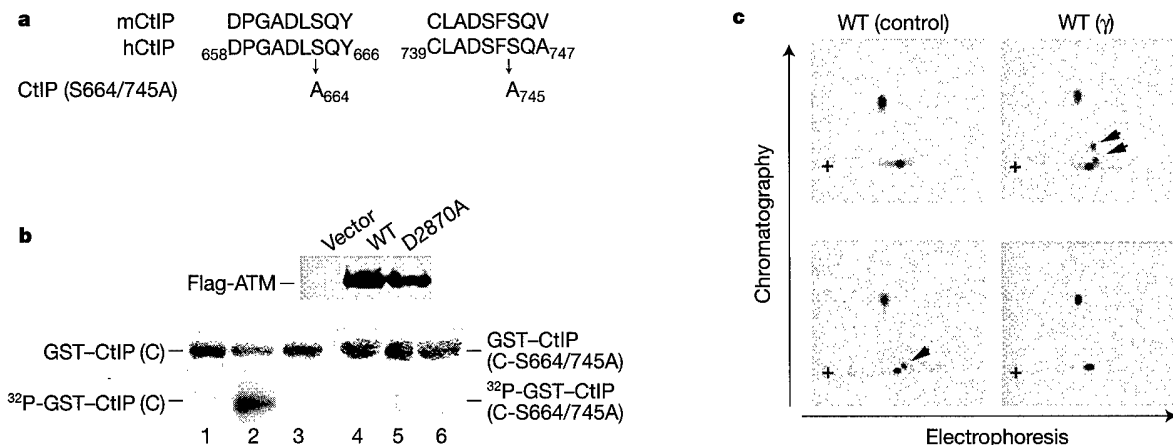 a
mCtIP DPGADLSQY CLADSFSQV
hCtIP 658DPGADLSQY666 739CLADSFSQA747
CtIP (S664/745A) A664 A745
b
Vector WT D2870A
Flag-ATM
GST–CtIP (C)
GST–CtIP
(C-S664/745A)
32P-GST–CtIP (C)
32P-GST–CtIP
(C-S664/745A)
1 2 3 4 5 6
c
WT (control) WT (γ)
Chromatography
+ +
+ +
Electrophoresis